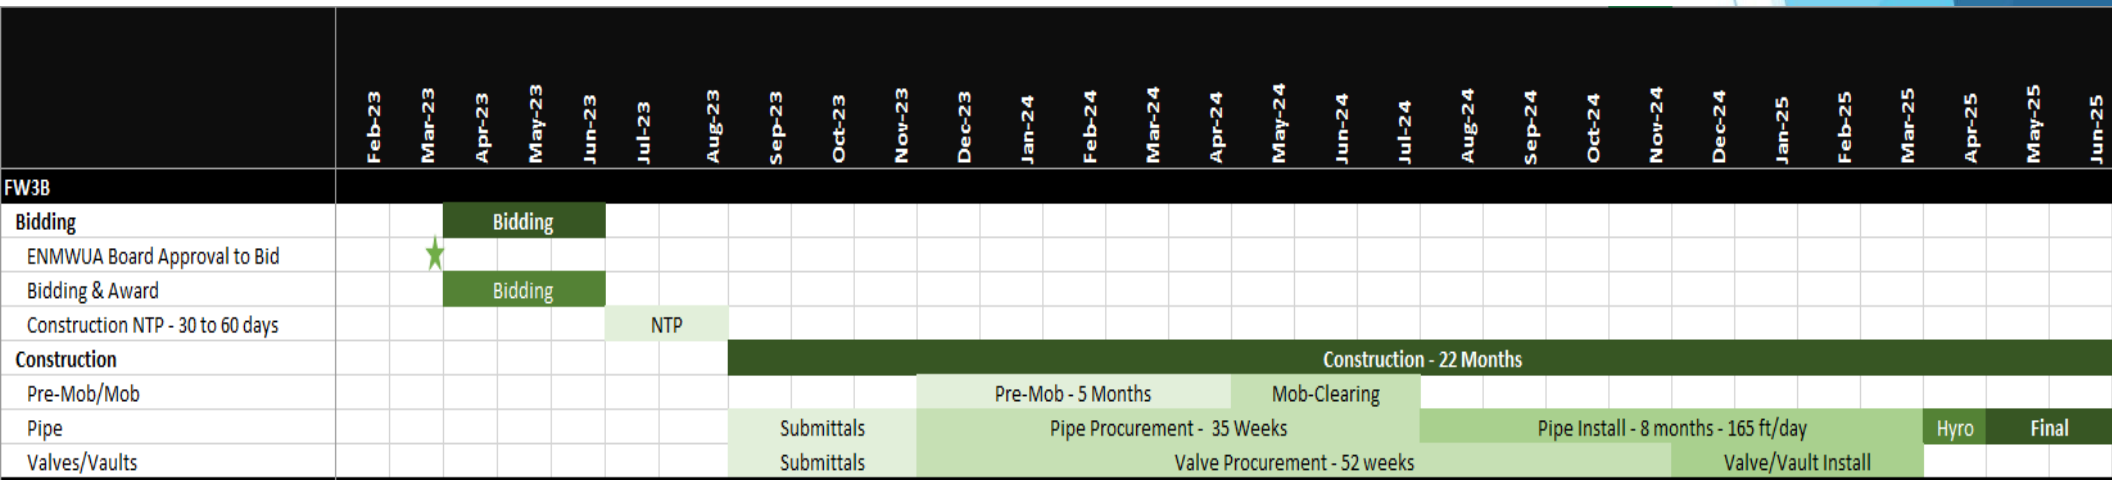 Feb-23 Mar-23 Apr-23 May-23 Jun-23 Jul-23 Aug-23 Sep-23 Oct-23 Nov-23 Dec-23 Jan-24 Feb-24 Mar-24 Apr-24 May-24 Jun-24 Jul-24 Aug-24 Sep-24 Oct-24 Nov-24 Dec-24 Jan-25 Feb-25 Mar-25 Apr-25 May-25 Jun-25
FW3B
Bidding Bidding
ENMWUA Board Approval to Bid
Bidding & Award Bidding
Construction NTP - 30 to 60 days NTP
Construction Construction - 22 Months
Pre-Mob/Mob Pre-Mob - 5 Months Mob-Clearing
Pipe Submittals Pipe Procurement - 35 Weeks Pipe Install - 8 months - 165 ft/day Hyro Final
Valves/Vaults Submittals Valve Procurement - 52 weeks Valve/Vault Install